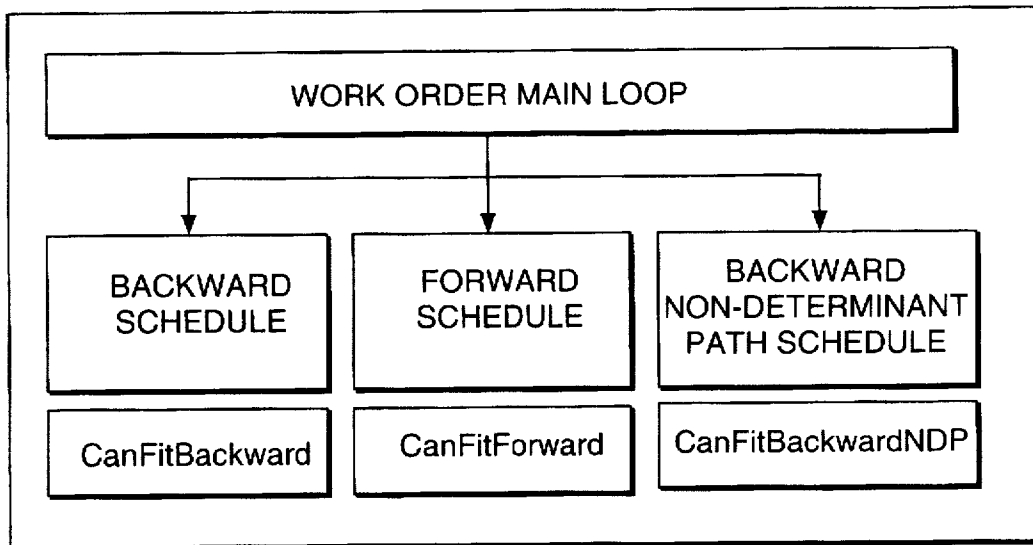 WORK ORDER MAIN LOOP
BACKWARD
SCHEDULE
FORWARD
SCHEDULE
BACKWARD
NON-DETERMINANT
PATH SCHEDULE
CanFitBackward
CanFitForward
CanFitBackwardNDP